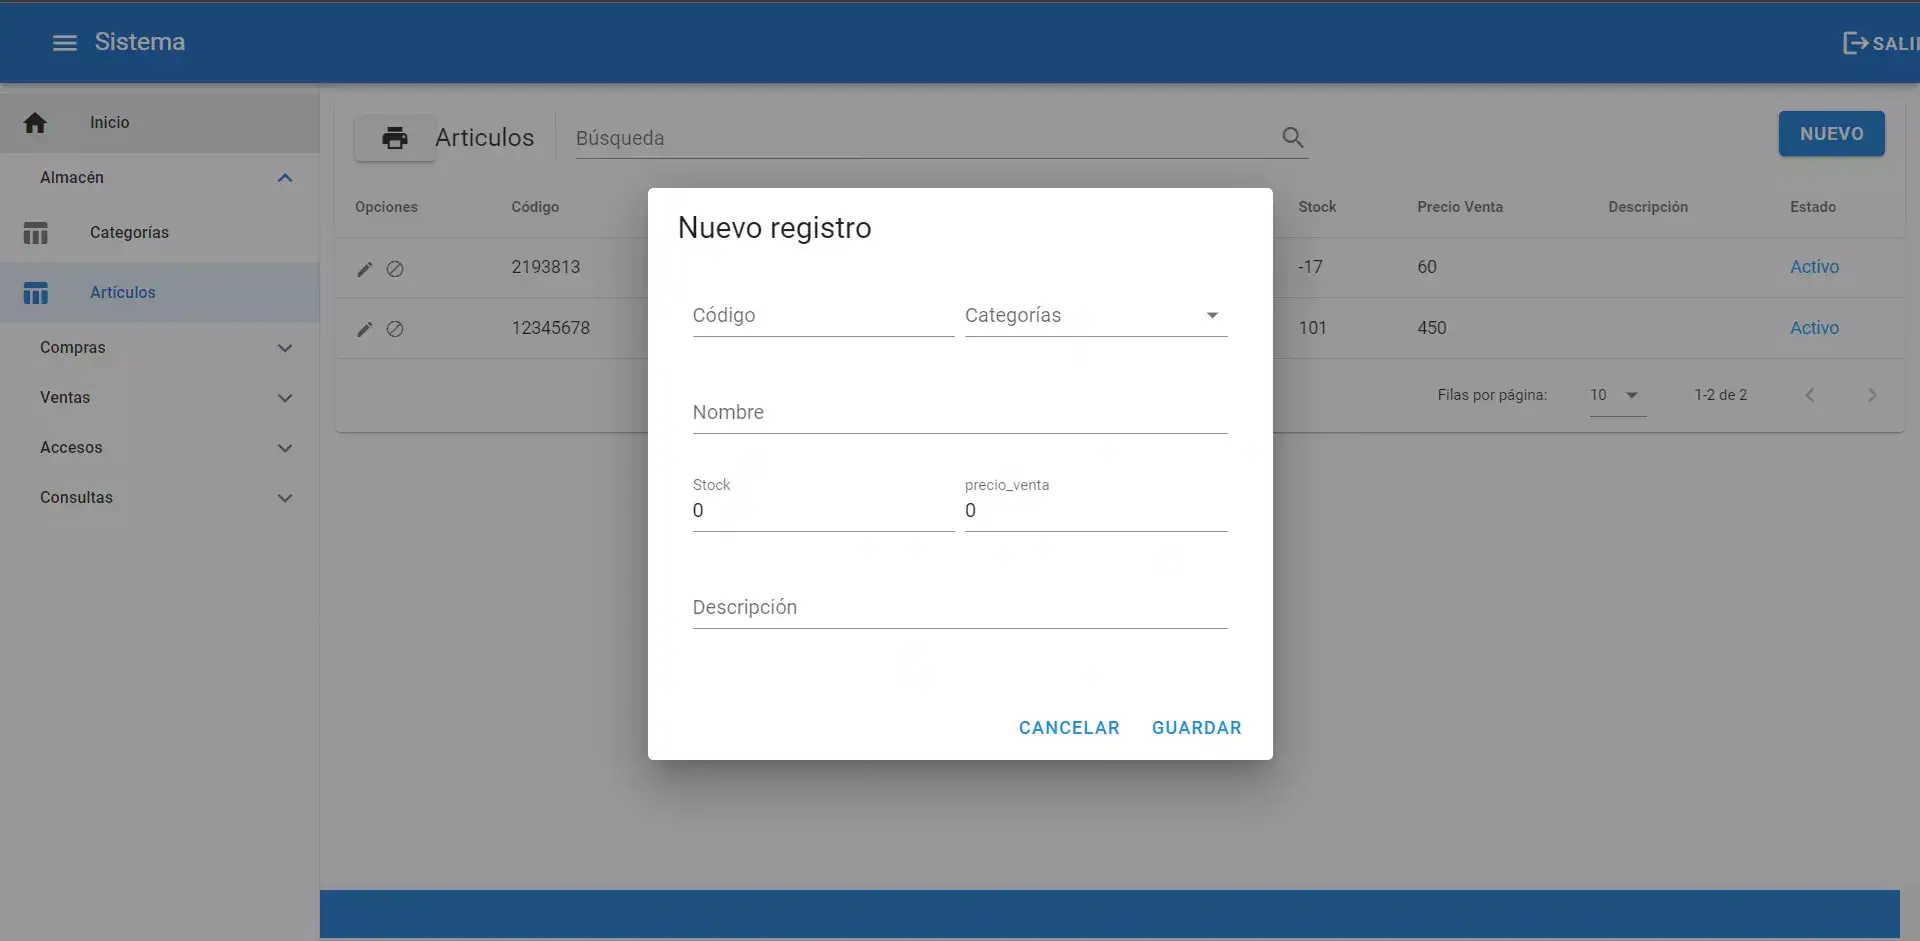 Sistema
SALI
Inicio
Almacén
Categorías
Artículos
Compras
Ventas
Accesos
Consultas
Articulos
Búsqueda
NUEVO
Opciones Código Stock Precio Venta Descripción Estado
2193813 -17 60 Activo
12345678 101 450 Activo
Filas por página: 10 1-2 de 2
Nuevo registro
Código Categorías
Nombre
Stock precio_venta
0 0
Descripción
CANCELAR GUARDAR